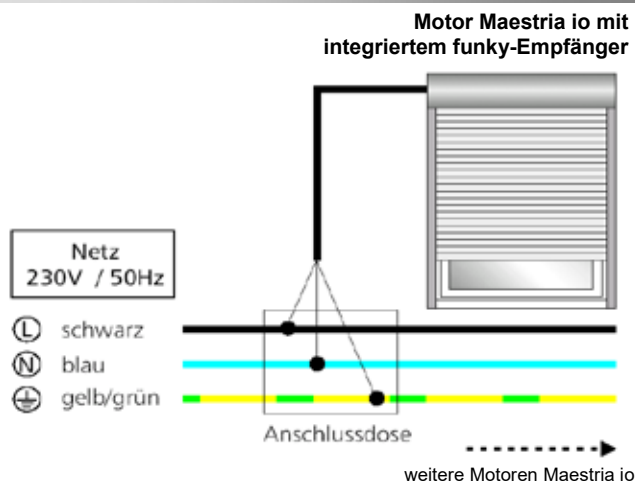 Motor Maestria io mit
integriertem funky-Empfänger
Netz
230V / 50Hz
L schwarz
N blau
gelb/grün
Anschlussdose
weitere Motoren Maestria io